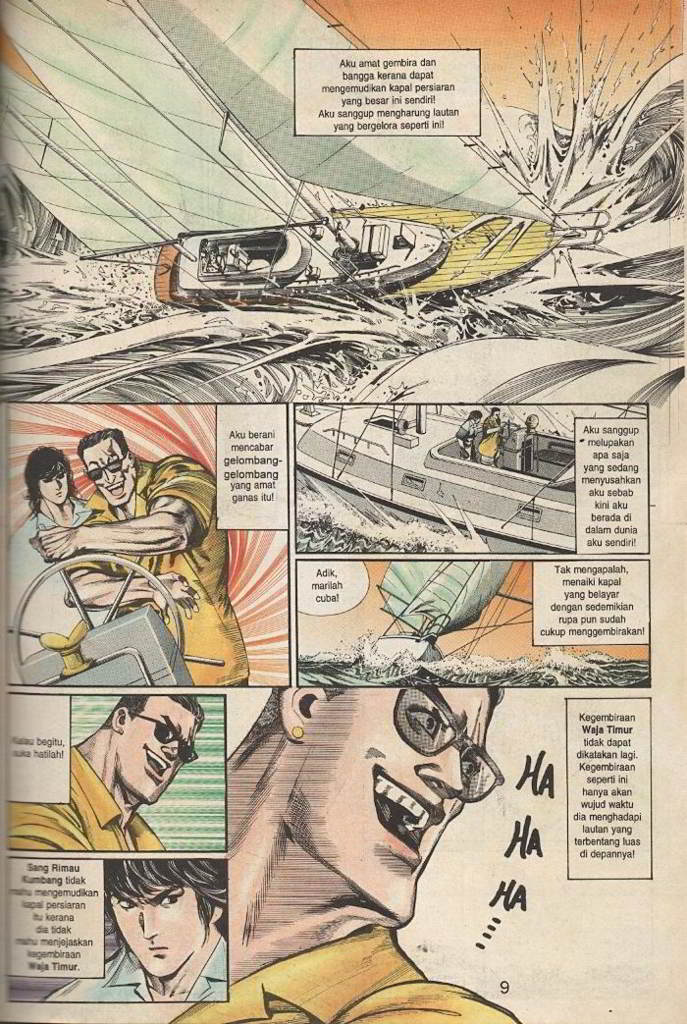 Aku amat gembira dan
bangga kerana dapat
mengemudikan kapal persiaran
yang besar ini sendiri!
Aku sanggup mengharung lautan
yang bergelora seperti ini!
Aku berani
mencabar
gelombang-
gelombang
yang amat
ganas itu!
Aku sanggup
melupakan
apa saja
yang sedang
menyusahkan
aku sebab
kini aku
berada di
dalam dunia
aku sendiri!
Adik,
marilah
cuba!
Tak mengapalah,
menaiki kapal
yang belayar
dengan sedemikian
rupa pun sudah
cukup menggembirakan!
begitu,
hatilah!
Kegembiraan
Waja Timur
tidak dapat
dikatakan lagi.
Kegembiraan
seperti ini
hanya akan
wujud waktu
dia menghadapi
lautan yang
terbentang luas
di depannya!
HA
HA
HA
....
Sang Rimau
Kumbang tidak
mahu mengemudikan
kapal persiaran
itu kerana
dia tidak
mahu menjejaskan
kegembiraan
Waja Timur.
9